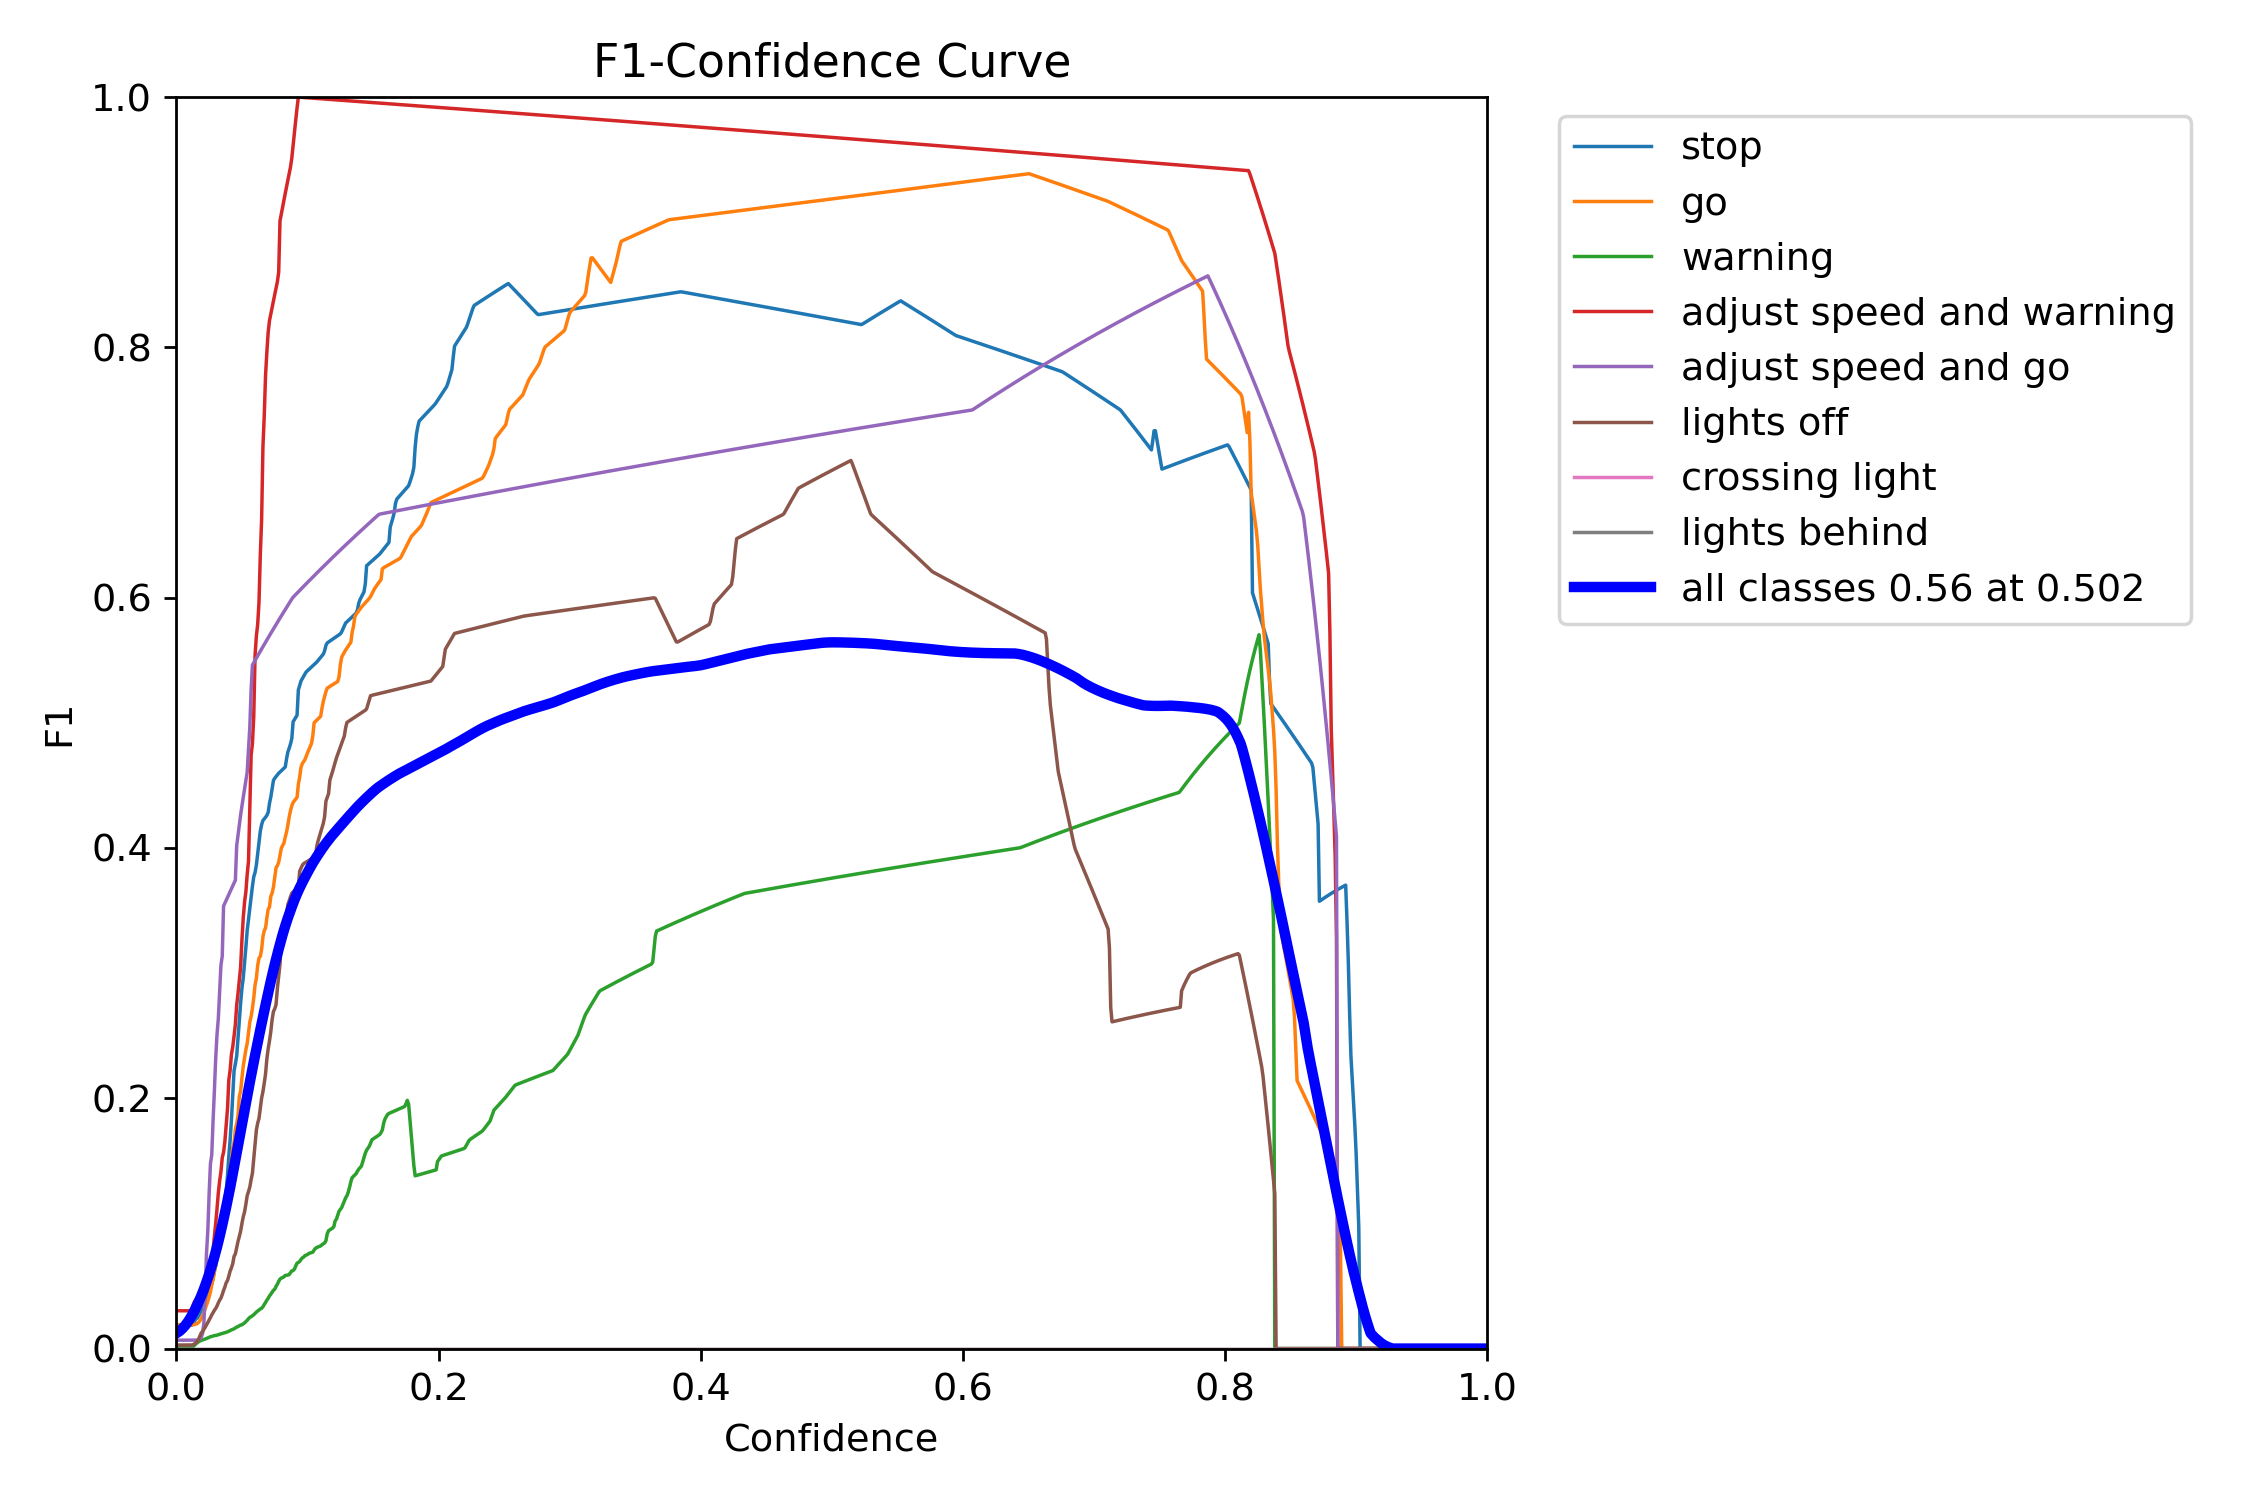 F1-Confidence Curve
1.0
0.8
0.6
0.4
0.2
0.0
F1
0.0 0.2 0.4 0.6 0.8 1.0
Confidence
stop
go
warning
adjust speed and warning
adjust speed and go
lights off
crossing light
lights behind
all classes 0.56 at 0.502